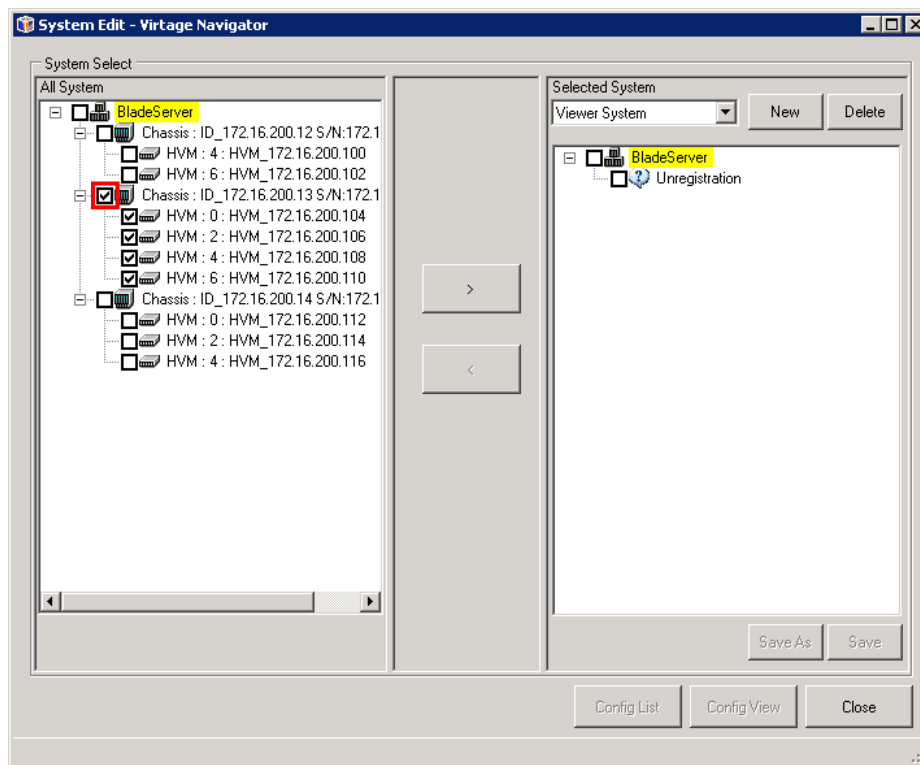 System Edit - Virtage Navigator
System Select
All System
BladeServer
Chassis : ID_172.16.200.12 S/N:172.1
HVM : 4 : HVM_172.16.200.100
HVM : 6 : HVM_172.16.200.102
Chassis : ID_172.16.200.13 S/N:172.1
HVM : 0 : HVM_172.16.200.104
HVM : 2 : HVM_172.16.200.106
HVM : 4 : HVM_172.16.200.108
HVM : 6 : HVM_172.16.200.110
Chassis : ID_172.16.200.14 S/N:172.1
HVM : 0 : HVM_172.16.200.112
HVM : 2 : HVM_172.16.200.114
HVM : 4 : HVM_172.16.200.116
>
<
Selected System
Viewer System
New
Delete
BladeServer
Unregistration
Save As
Save
Config List
Config View
Close